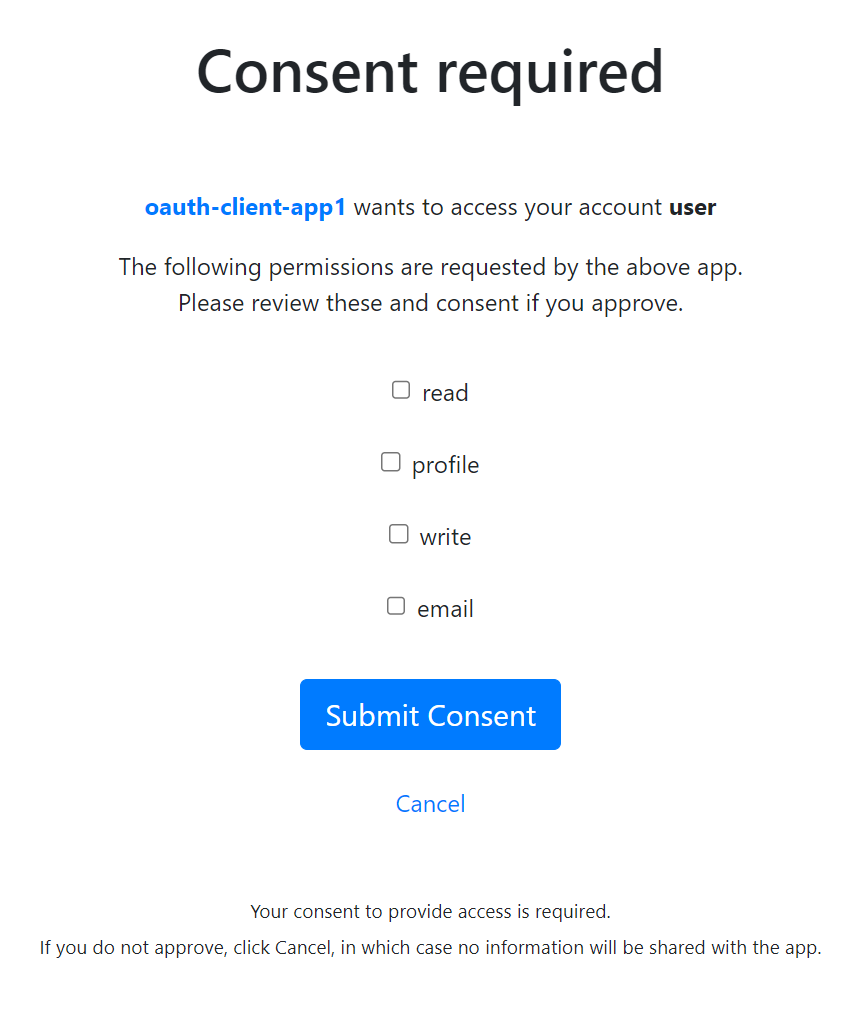 Consent required
oauth-client-app1 wants to access your account user
The following permissions are requested by the above app.
Please review these and consent if you approve.
read
profile
write
email
Submit Consent
Cancel
Your consent to provide access is required.
If you do not approve, click Cancel, in which case no information will be shared with the app.